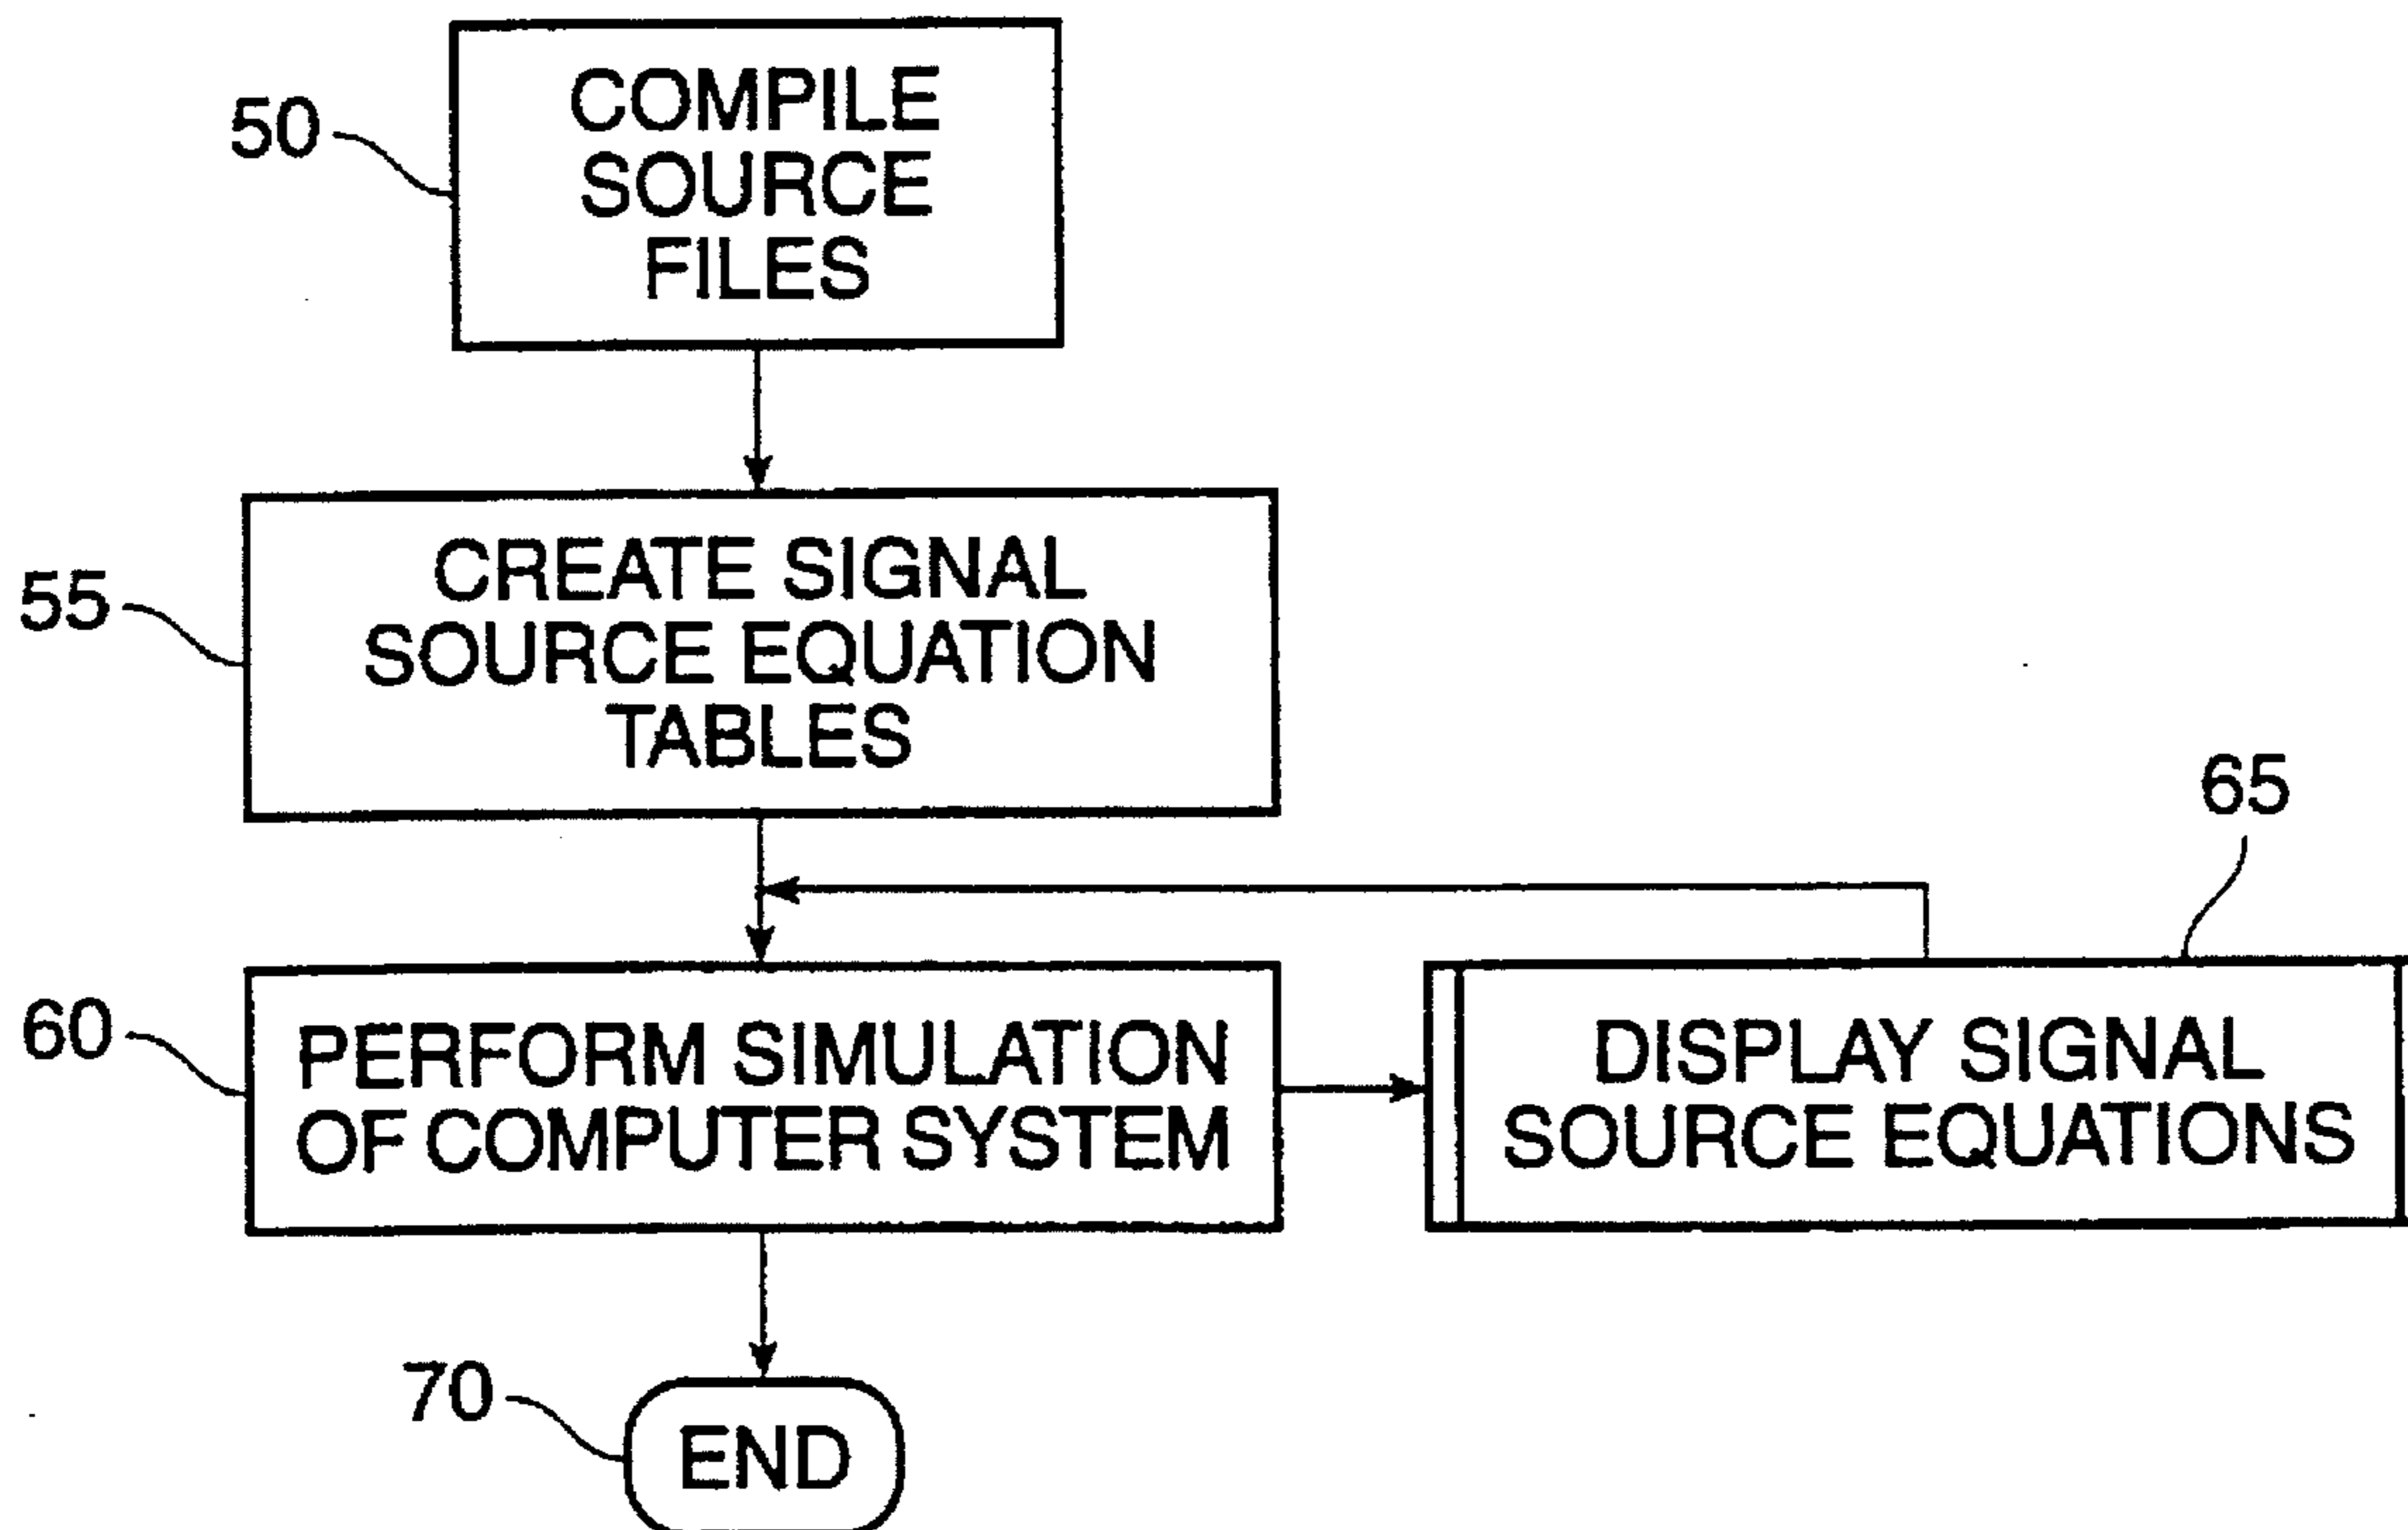 50
COMPILE
SOURCE
FILES
55
CREATE SIGNAL
SOURCE EQUATION
TABLES
65
60
PERFORM SIMULATION
OF COMPUTER SYSTEM
DISPLAY SIGNAL
SOURCE EQUATIONS
70
END